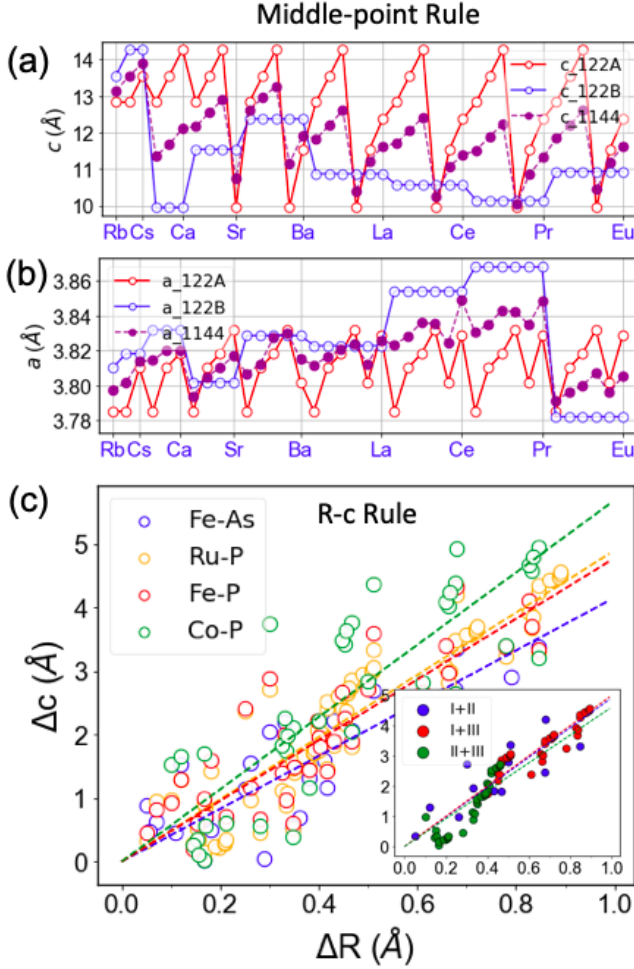 Middle-point Rule
(a)
14
13
12
11
10
c (Å)
c_122A
c_122B
c_1144
Rb Cs Ca Sr Ba La Ce Pr Eu
(b)
3.86
3.84
3.82
3.80
3.78
a (Å)
a_122A
a_122B
a_1144
Rb Cs Ca Sr Ba La Ce Pr Eu
(c)
R-c Rule
Fe-As
Ru-P
Fe-P
Co-P
5
4
3
2
1
0
Δc (Å)
I+II
I+III
II+III
5
4
3
2
1
0
0.0 0.2 0.4 0.6 0.8 1.0
0.0 0.2 0.4 0.6 0.8 1.0
ΔR (Å)